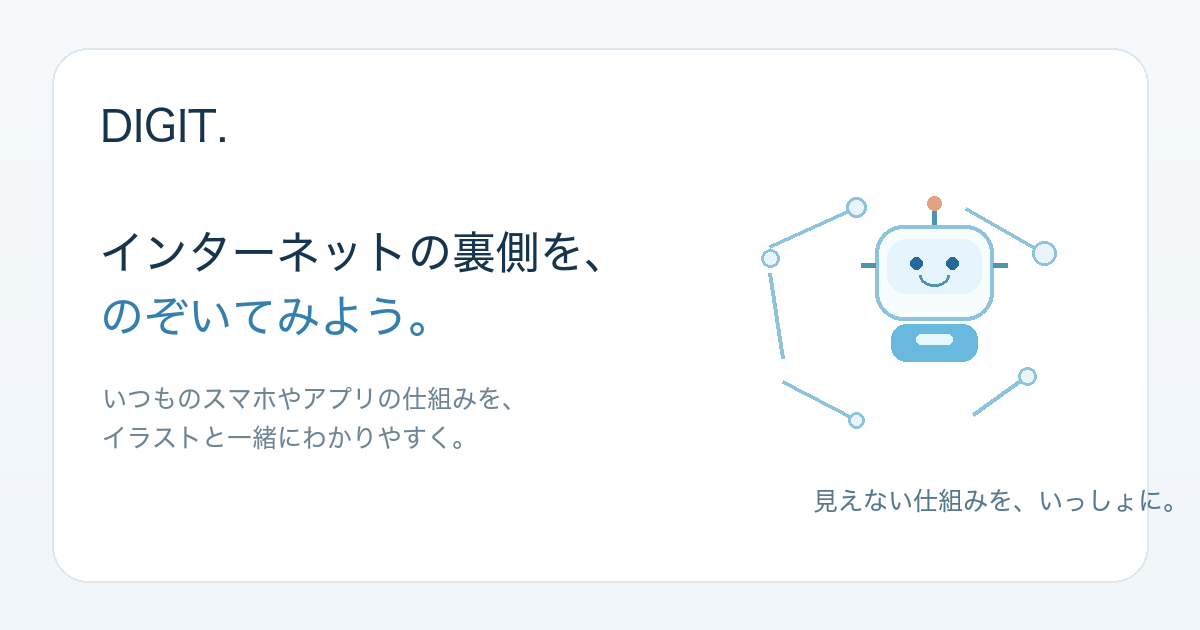 DIGIT.
インターネットの裏側を、
のぞいてみよう。
いつものスマホやアプリの仕組みを、
イラストと一緒にわかりやすく。
見えない仕組みを、いっしょに。